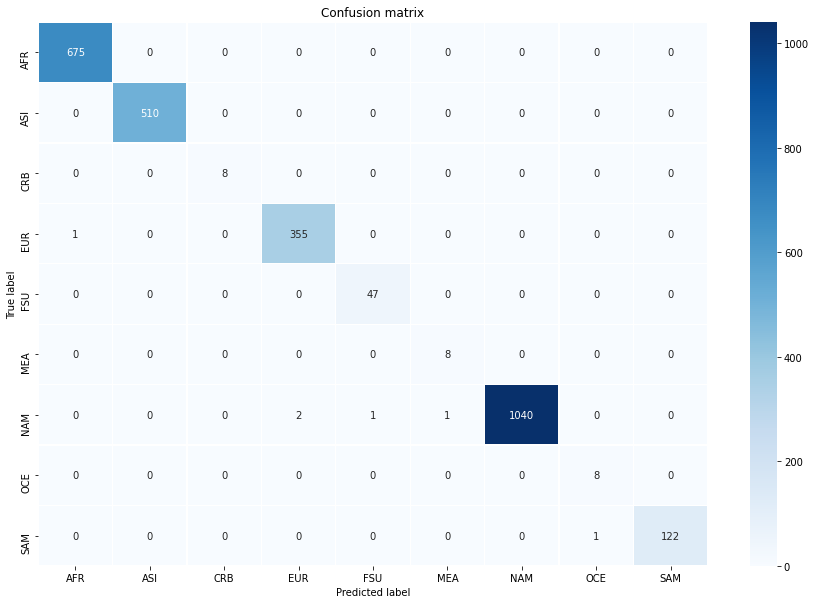 Confusion matrix
AFR 675 0 0 0 0 0 0 0 0
ASI 0 510 0 0 0 0 0 0 0
CRB 0 0 8 0 0 0 0 0 0
EUR 1 0 0 355 0 0 0 0 0
FSU 0 0 0 0 47 0 0 0 0
MEA 0 0 0 0 0 8 0 0 0
NAM 0 0 0 2 1 1 1040 0 0
OCE 0 0 0 0 0 0 0 8 0
SAM 0 0 0 0 0 0 0 1 122
True label
AFR ASI CRB EUR FSU MEA NAM OCE SAM
Predicted label
1000
800
600
400
200
0